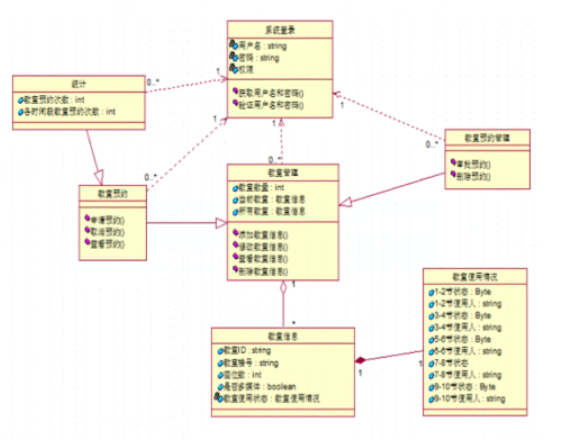 系统登录
用户名 : string
密码 : string
权限
获取用户名和密码()
验证用户名和密码()
统计
教室预约次数 : int
各时间段教室预约次数 : int
0..*
1
1
0..*
1
0..*
1
0..*
教室预约管理
审批预约()
删除预约()
教室预约
申请预约()
取消预约()
查看预约()
教室管理
教室数量 : int
当前教室 : 教室信息
所有教室 : 教室信息
添加教室信息()
修改教室信息()
查看教室信息()
删除教室信息()
1
*
教室信息
教室ID : string
教室编号 : string
座位数 : int
是否多媒体 : boolean
教室使用状态 : 教室使用情况
1
1
教室使用情况
1-2节状态 : Byte
1-2节使用人 : string
3-4节状态 : Byte
3-4节使用人 : string
5-6节状态 : Byte
5-6节使用人 : string
7-8节状态
7-8节使用人 : string
9-10节状态 : Byte
9-10节使用人 : string